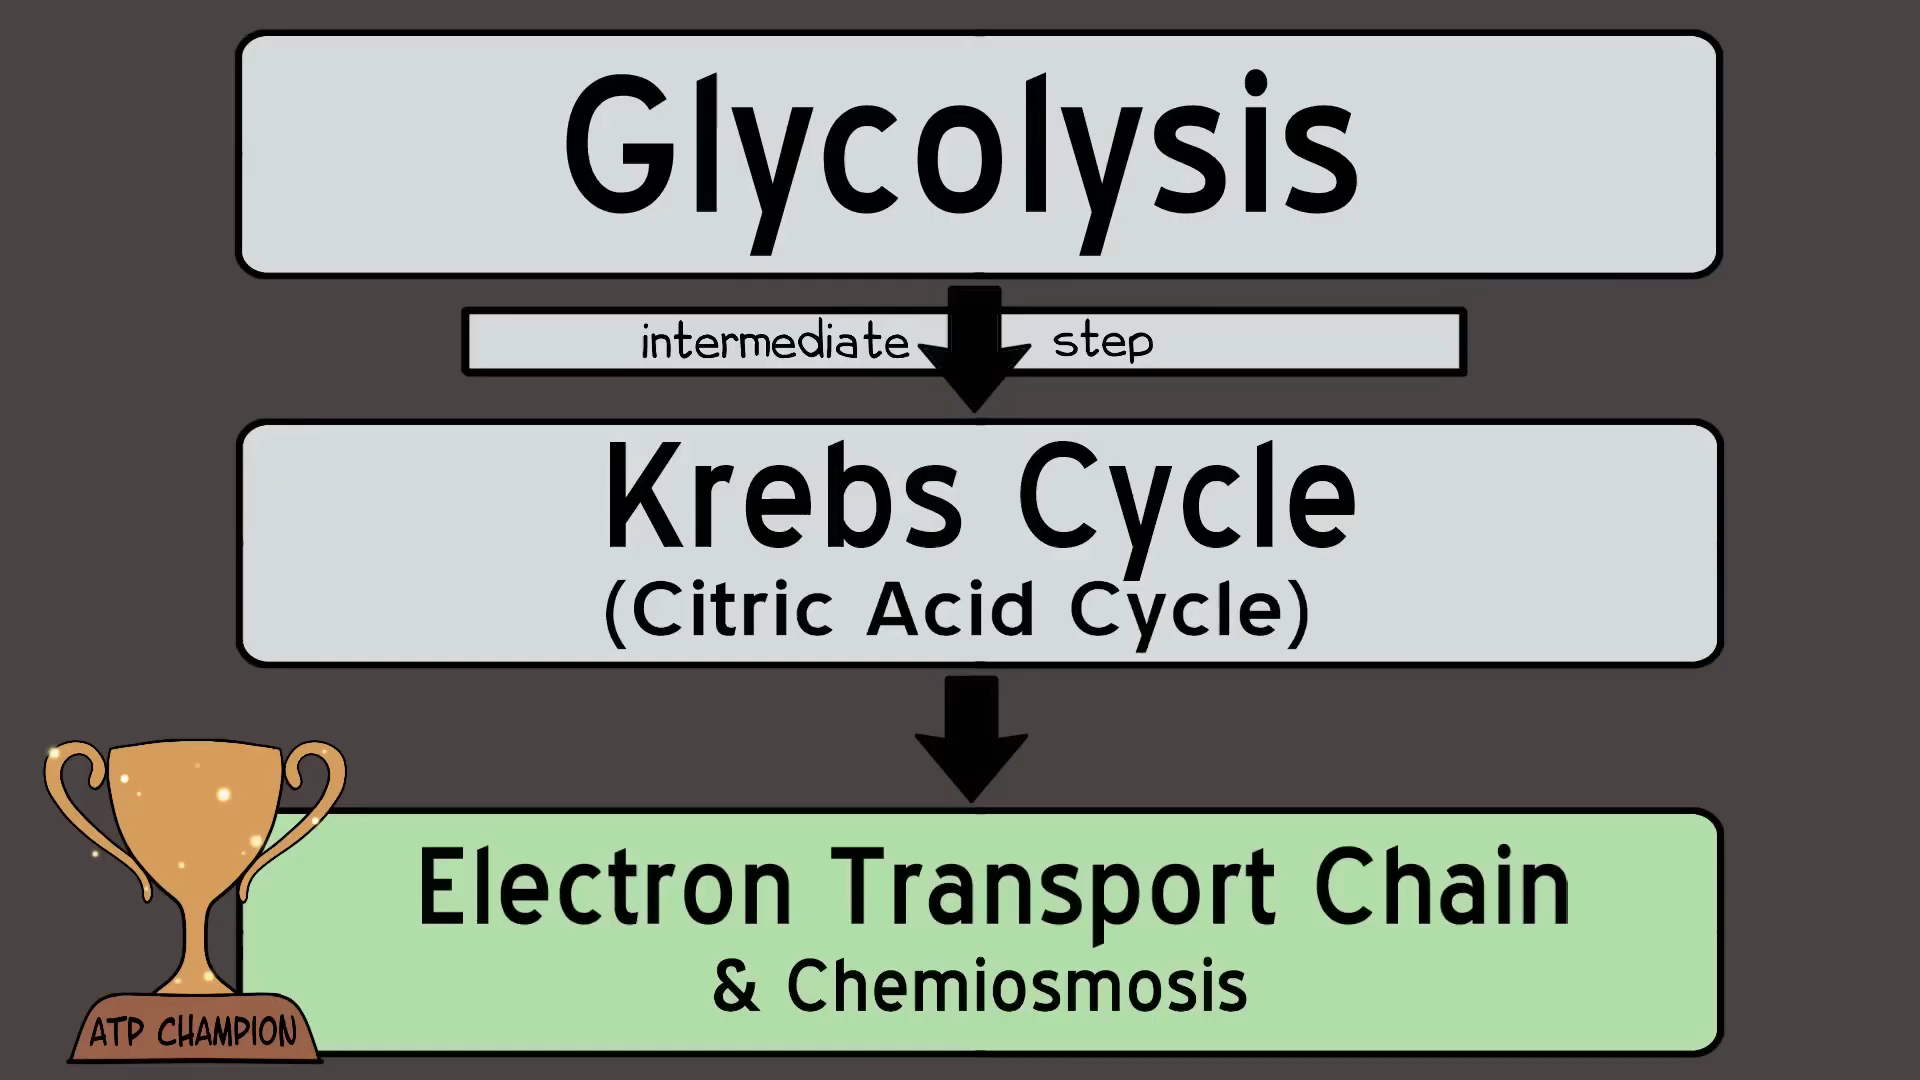 Glycolysis
intermediate step
Krebs Cycle
(Citric Acid Cycle)
Electron Transport Chain
& Chemiosmosis
ATP CHAMPION